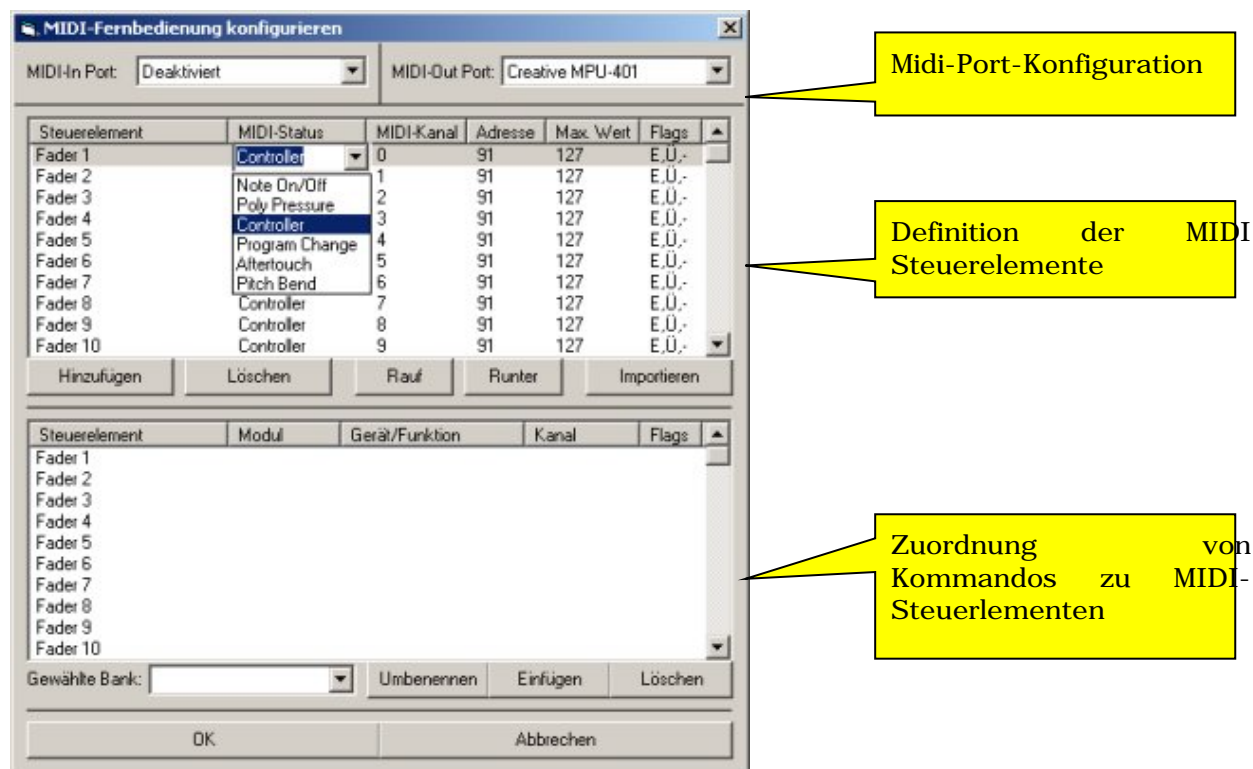 MIDI-Fernbedienung konfigurieren
MIDI-In Port: Deaktiviert MIDI-Out Port: Creative MPU-401
Midi-Port-Konfiguration
Steuerelement MIDI-Status MIDI-Kanal Adresse Max. Wert Flags
Fader 1 Controller 0 91 127 E,Ü,-
Fader 2 1 91 127 E,Ü,-
Fader 3 2 91 127 E,Ü,-
Fader 4 3 91 127 E,Ü,-
Fader 5 4 91 127 E,Ü,-
Fader 6 5 91 127 E,Ü,-
Fader 7 6 91 127 E,Ü,-
Fader 8 Controller 7 91 127 E,Ü,-
Fader 9 Controller 8 91 127 E,Ü,-
Fader 10 Controller 9 91 127 E,Ü,-
Note On/Off
Poly Pressure
Controller
Program Change
Aftertouch
Pitch Bend
Definition der MIDI
Steuerelemente
Hinzufügen Löschen Rauf Runter Importieren
Steuerelement Modul Gerät/Funktion Kanal Flags
Fader 1
Fader 2
Fader 3
Fader 4
Fader 5
Fader 6
Fader 7
Fader 8
Fader 9
Fader 10
Zuordnung von
Kommandos zu MIDI-
Steuerlementen
Gewählte Bank: Umbenennen Einfügen Löschen
OK Abbrechen